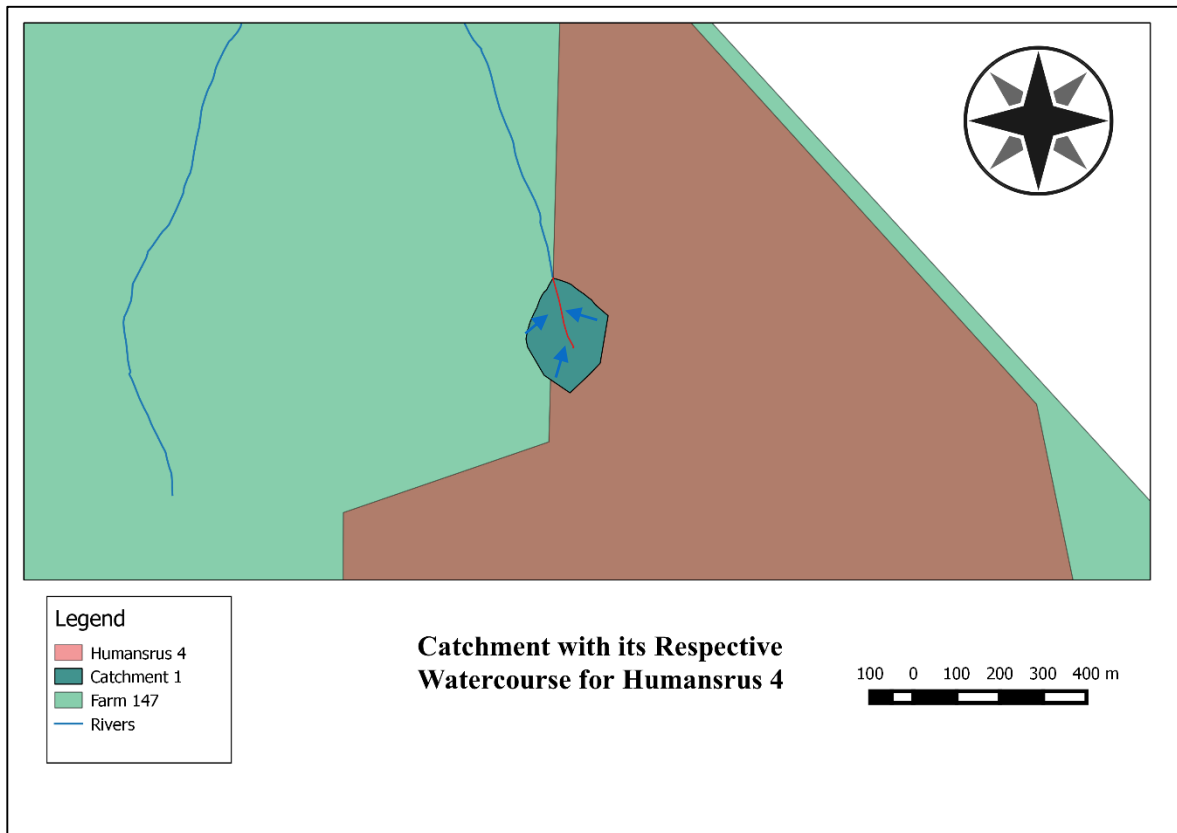 Legend
Humansrus 4
Catchment 1
Farm 147
Rivers
Catchment with its Respective
Watercourse for Humansrus 4
100 0 100 200 300 400 m